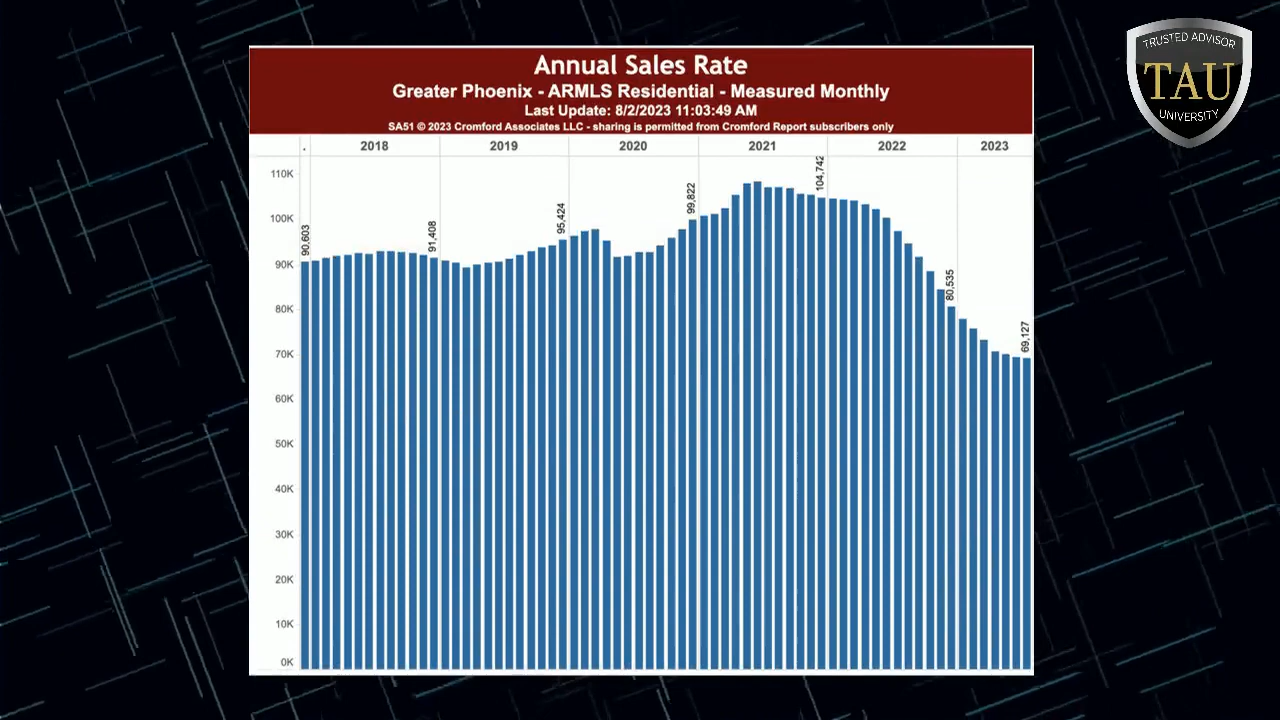 TRUSTED ADVISOR
TAU
UNIVERSITY
Annual Sales Rate
Greater Phoenix - ARMLS Residential - Measured Monthly
Last Update: 8/2/2023 11:03:49 AM
SA51 © 2023 Cromford Associates LLC - sharing is permitted from Cromford Report subscribers only
. 2018 2019 2020 2021 2022 2023
110K
100K
90K
80K
70K
60K
50K
40K
30K
20K
10K
0K
90,603
91,408
95,424
99,822
104,742
80,535
69,127